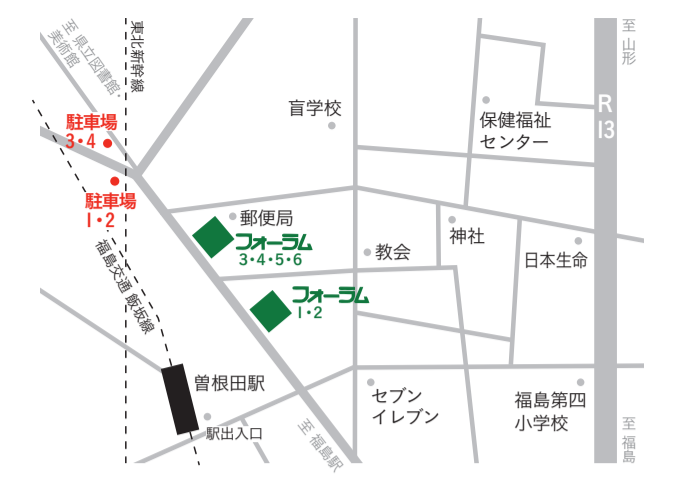 至 県立図書館・
美術館
東北新幹線
至 山形
R
13
駐車場
3・4
盲学校
保健福祉
センター
駐車場
1・2
郵便局
フォーラム
3・4・5・6
教会
神社
日本生命
福島交通 飯坂線
フォーラム
1・2
曽根田駅
セブン
イレブン
福島第四
小学校
駅出入口
至 福島駅
至 福島